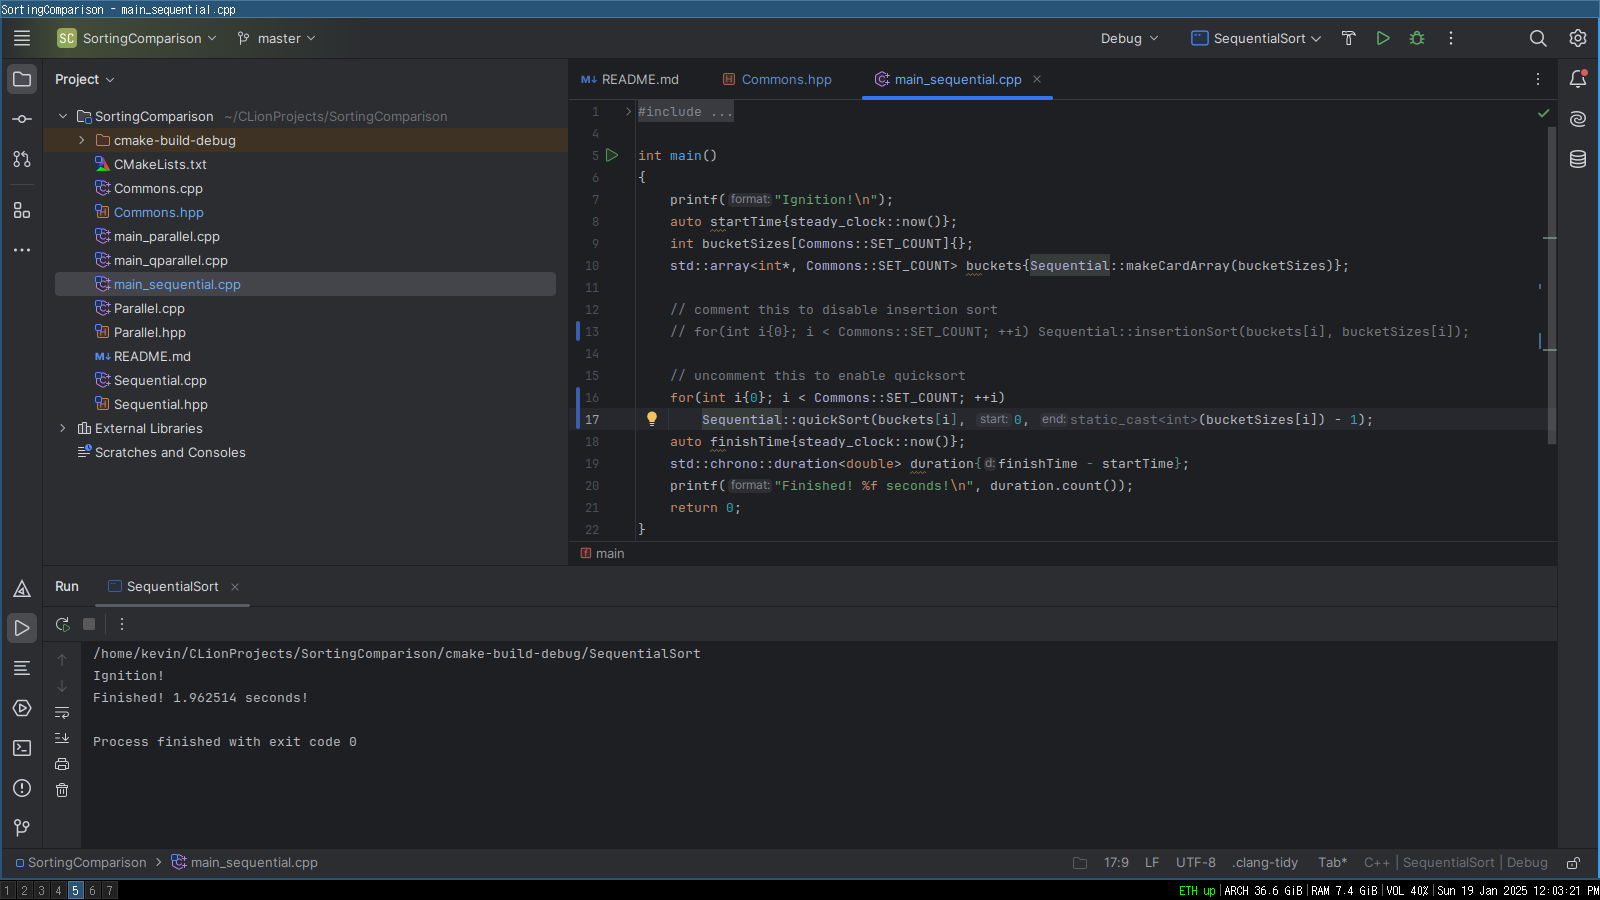 SortingComparison - main_sequential.cpp
SC SortingComparison master Debug SequentialSort
Project
README.md Commons.hpp main_sequential.cpp
SortingComparison ~/CLionProjects/SortingComparison
cmake-build-debug
CMakeLists.txt
Commons.cpp
Commons.hpp
main_parallel.cpp
main_qparallel.cpp
main_sequential.cpp
Parallel.cpp
Parallel.hpp
M↓ README.md
Sequential.cpp
Sequential.hpp
External Libraries
Scratches and Consoles
1 #include ...
4
5 int main()
6 {
7 printf( format: "Ignition!\n");
8 auto startTime{steady_clock::now()};
9 int bucketSizes[Commons::SET_COUNT]{};
10 std::array<int*, Commons::SET_COUNT> buckets{Sequential::makeCardArray(bucketSizes)};
11
12 // comment this to disable insertion sort
13 // for(int i{0}; i < Commons::SET_COUNT; ++i) Sequential::insertionSort(buckets[i], bucketSizes[i]);
14
15 // uncomment this to enable quicksort
16 for(int i{0}; i < Commons::SET_COUNT; ++i)
17 Sequential::quickSort(buckets[i], start: 0, end: static_cast<int>(bucketSizes[i]) - 1);
18 auto finishTime{steady_clock::now()};
19 std::chrono::duration<double> duration{ d: finishTime - startTime};
20 printf( format: "Finished! %f seconds!\n", duration.count());
21 return 0;
22 }
f main
Run SequentialSort
/home/kevin/CLionProjects/SortingComparison/cmake-build-debug/SequentialSort
Ignition!
Finished! 1.962514 seconds!
Process finished with exit code 0
SortingComparison > main_sequential.cpp 17:9 LF UTF-8 .clang-tidy Tab* C++ | SequentialSort | Debug
1 2 3 4 5 6 7 ETH up|ARCH 36.6 GiB|RAM 7.4 GiB|VOL 40%|Sun 19 Jan 2025 12:03:21 PM